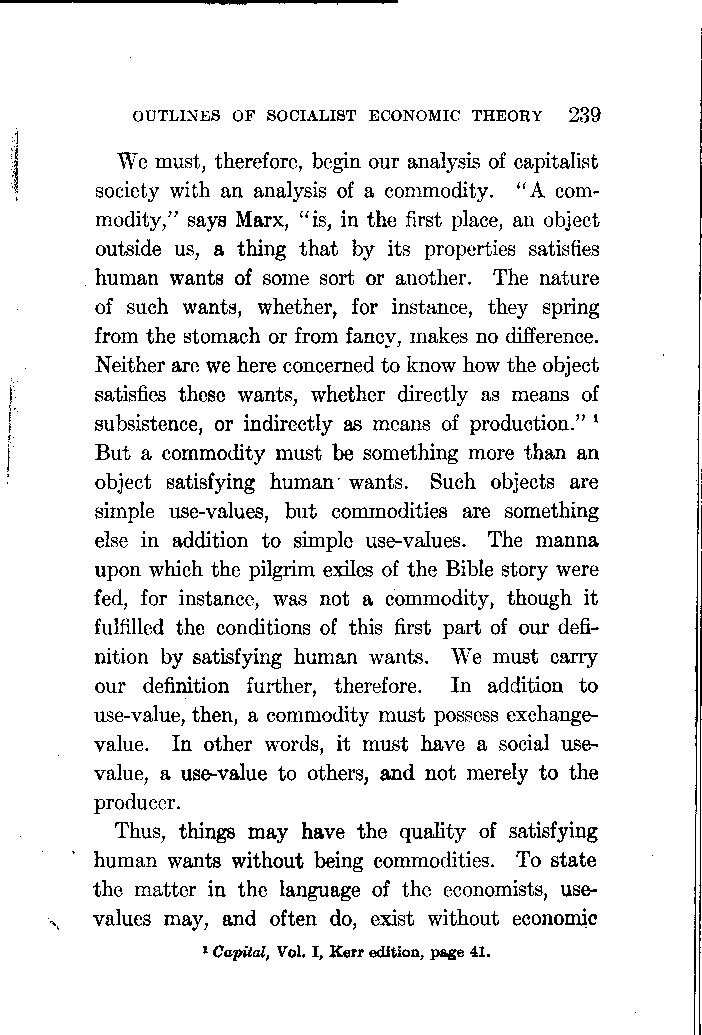 OUTLINES OF SOCIALIST ECONOMIC THEORY 239
We must, therefore, begin our analysis of capitalist
society with an analysis of a commodity. "A com-
modity," says Marx, "is, in the first place, an object
outside us, a thing that by its properties satisfies
human wants of some sort or another. The nature
of such wants, whether, for instance, they spring
from the stomach or from fancy, makes no difference.
Neither are we here concerned to know how the object
satisfies these wants, whether directly as means of
subsistence, or indirectly as means of production." ¹
But a commodity must be something more than an
object satisfying human wants. Such objects are
simple use-values, but commodities are something
else in addition to simple use-values. The manna
upon which the pilgrim exiles of the Bible story were
fed, for instance, was not a commodity, though it
fulfilled the conditions of this first part of our defi-
nition by satisfying human wants. We must carry
our definition further, therefore. In addition to
use-value, then, a commodity must possess exchange-
value. In other words, it must have a social use-
value, a use-value to others, and not merely to the
producer.
Thus, things may have the quality of satisfying
human wants without being commodities. To state
the matter in the language of the economists, use-
values may, and often do, exist without economic
¹ Capital, Vol. I, Kerr edition, page 41.